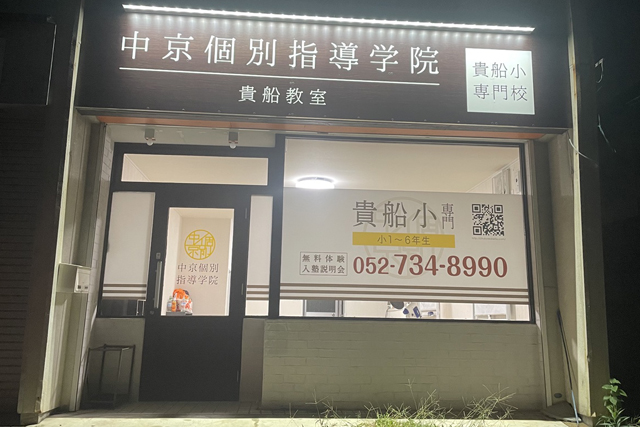 中京個別指導学院
貴船教室
貴船小
専門校
貴船小専門
小1～6年生
無料体験
入塾説明会
052-734-8990
中京個別
指導学院